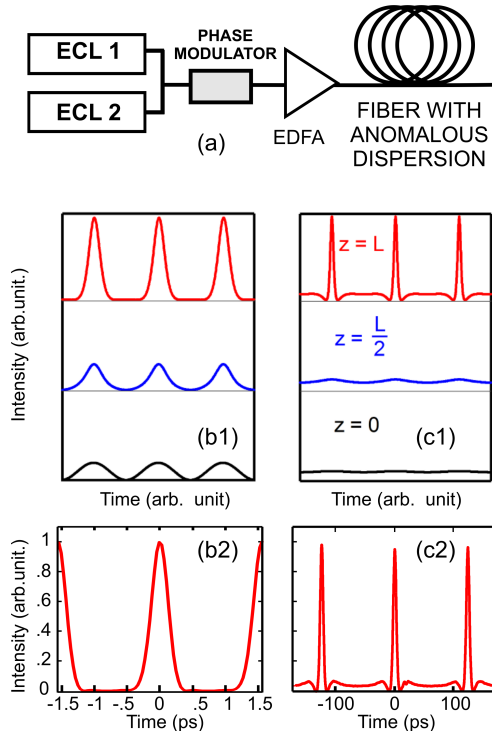 ECL 1
ECL 2
PHASE
MODULATOR
EDFA
FIBER WITH
ANOMALOUS
DISPERSION
(a)
Intensity (arb.unit.)
(b1)
Time (arb. unit)
z = L
z = L/2
z = 0
(c1)
Time (arb. unit)
Intensity (arb.unit.)
1
.8
.6
.4
.2
0
(b2)
-1.5 -1 -.5 0 .5 1 1.5
Time (ps)
(c2)
-100 0 100
Time (ps)